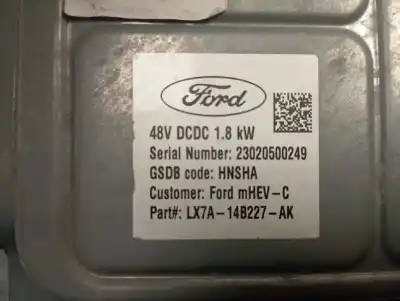 Ford
48V DCDC 1.8 kW
Serial Number: 23020500249
GSDB code: HNSHA
Customer: Ford mHEV-C
Part#: LX7A-14B227-AK